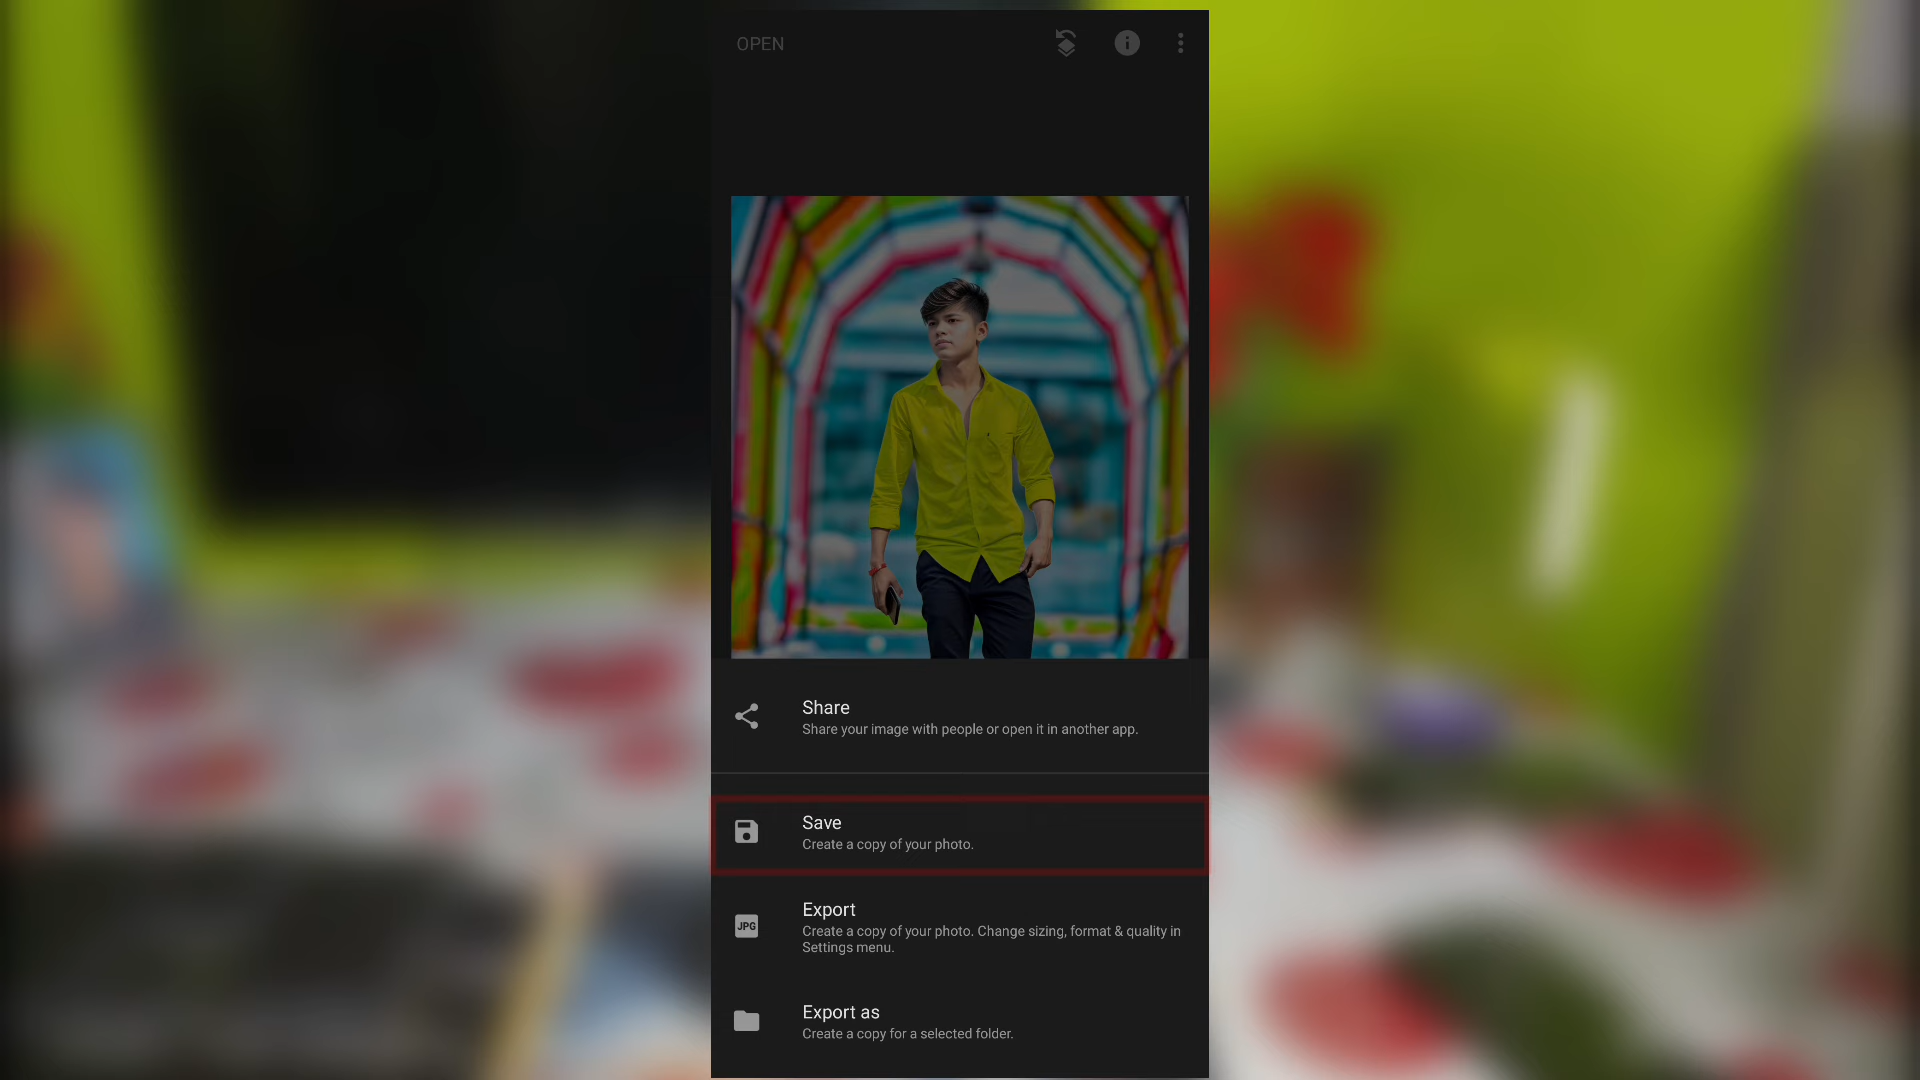 OPEN
Share
Share your image with people or open it in another app.
Save
Create a copy of your photo.
JPG
Export
Create a copy of your photo. Change sizing, format & quality in
Settings menu.
Export as
Create a copy for a selected folder.